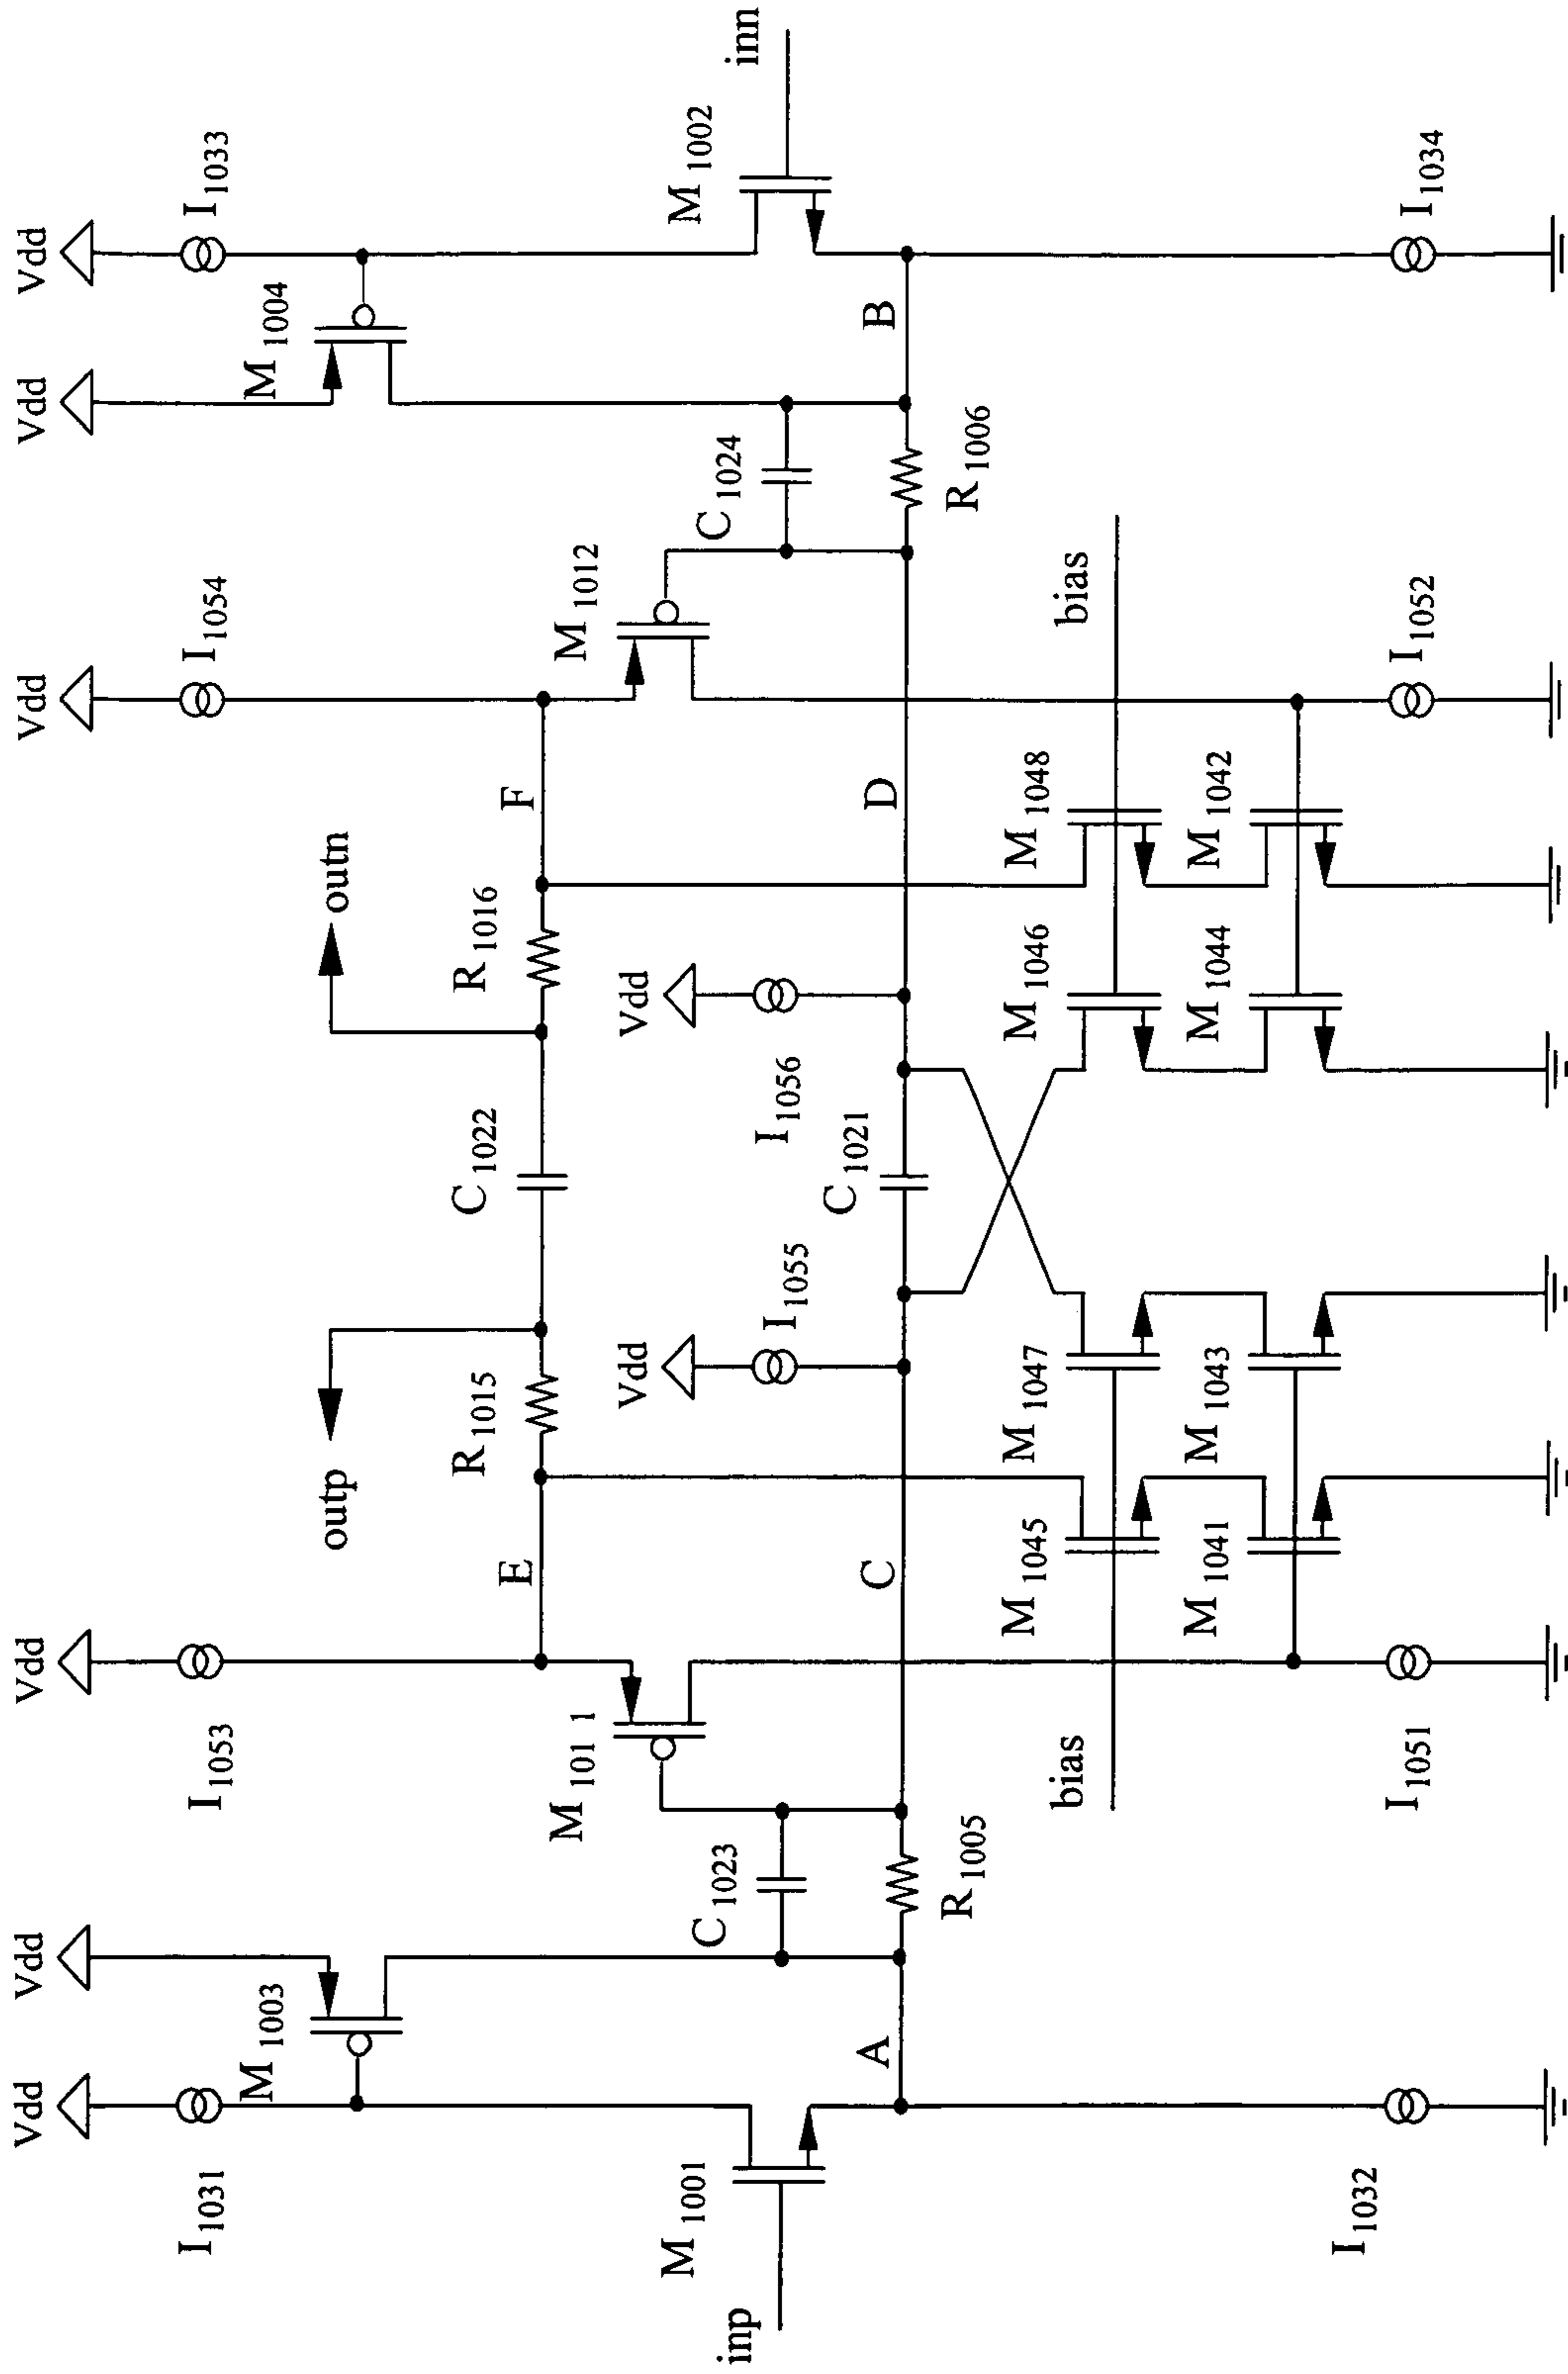 Vdd
Vdd
Vdd
Vdd
Vdd
Vdd
I1031
M1003
I1053
outp
outn
I1054
M1004
I1033
E
R1015
C1022
R1016
F
C1023
M101 1
Vdd
I1055
Vdd
I1056
M1012
C1024
inp
M1001
M1002
inn
A
R1005
C
C1021
D
R1006
B
bias
M1045
M1047
M1046
M1048
bias
M1041
M1043
M1044
M1042
I1032
I1051
I1052
I1034